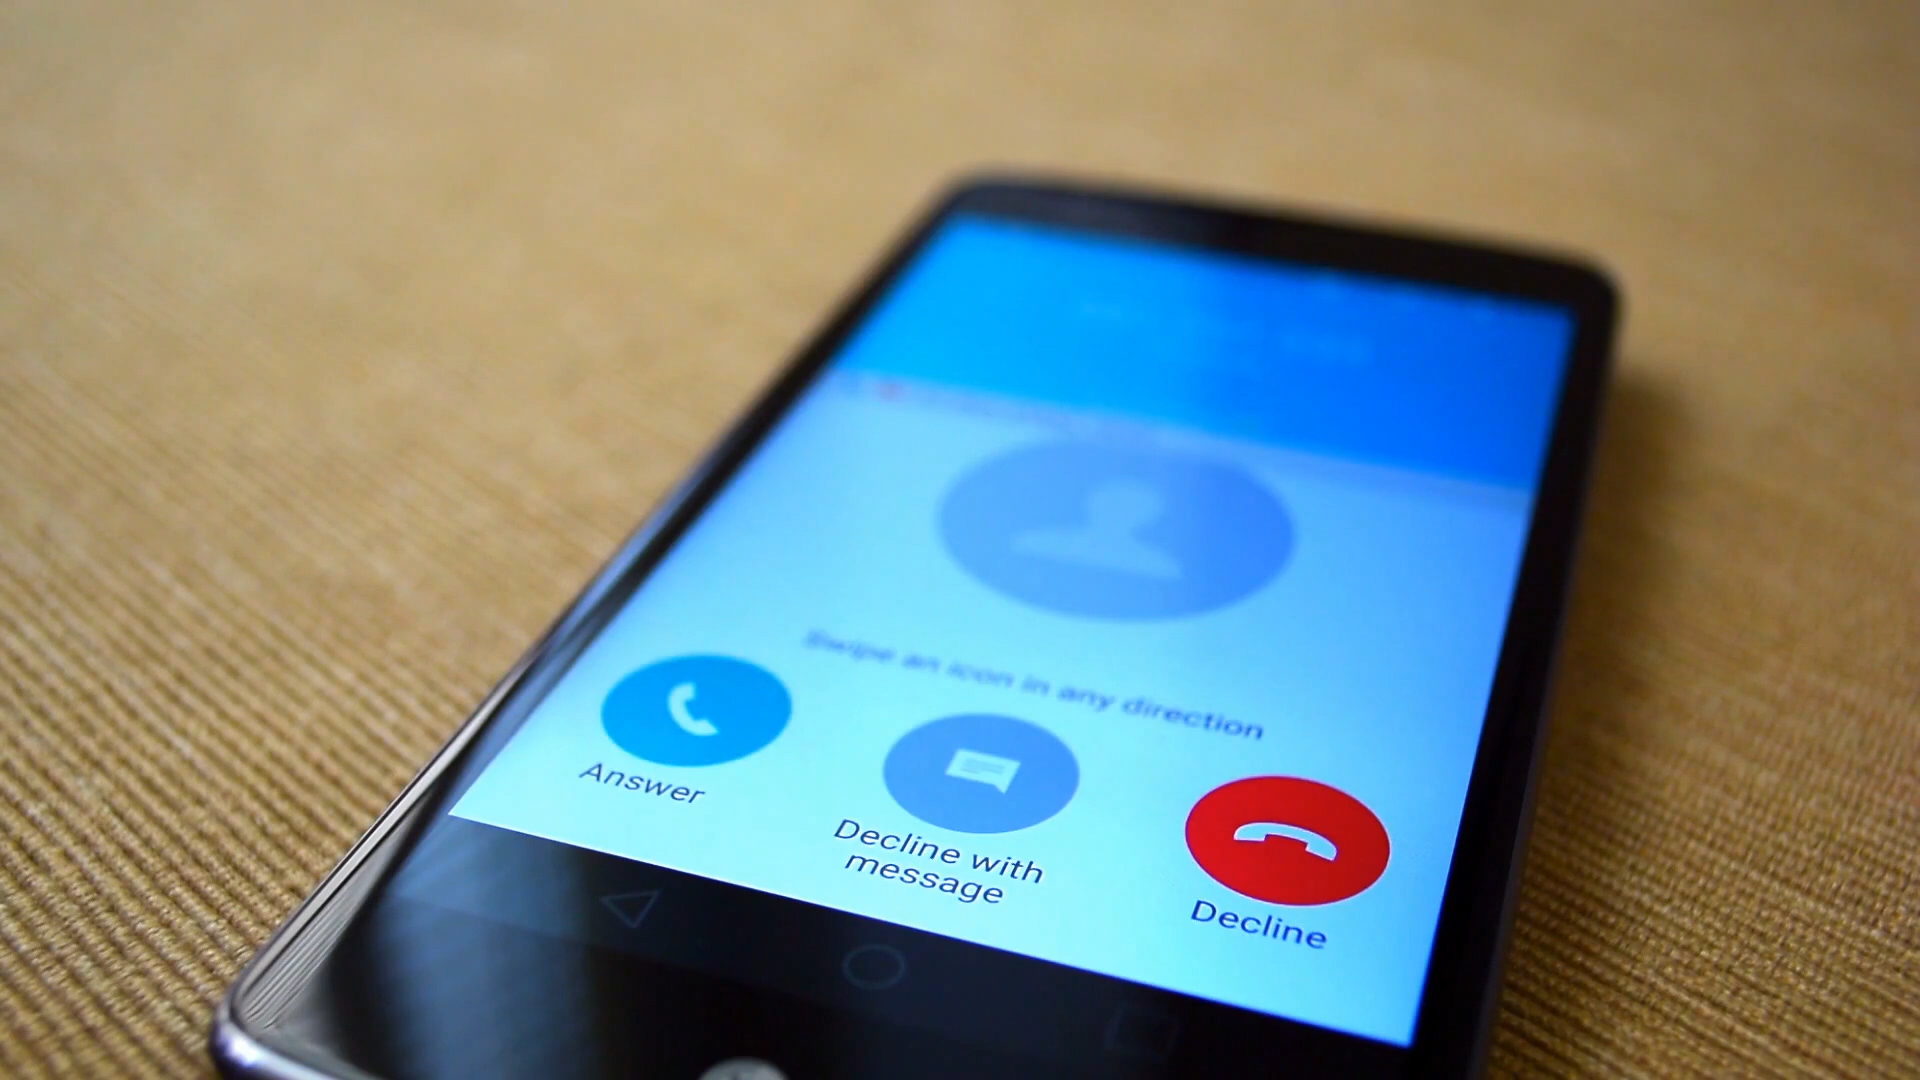 Swipe an icon in any direction
Answer
Decline with
message
Decline